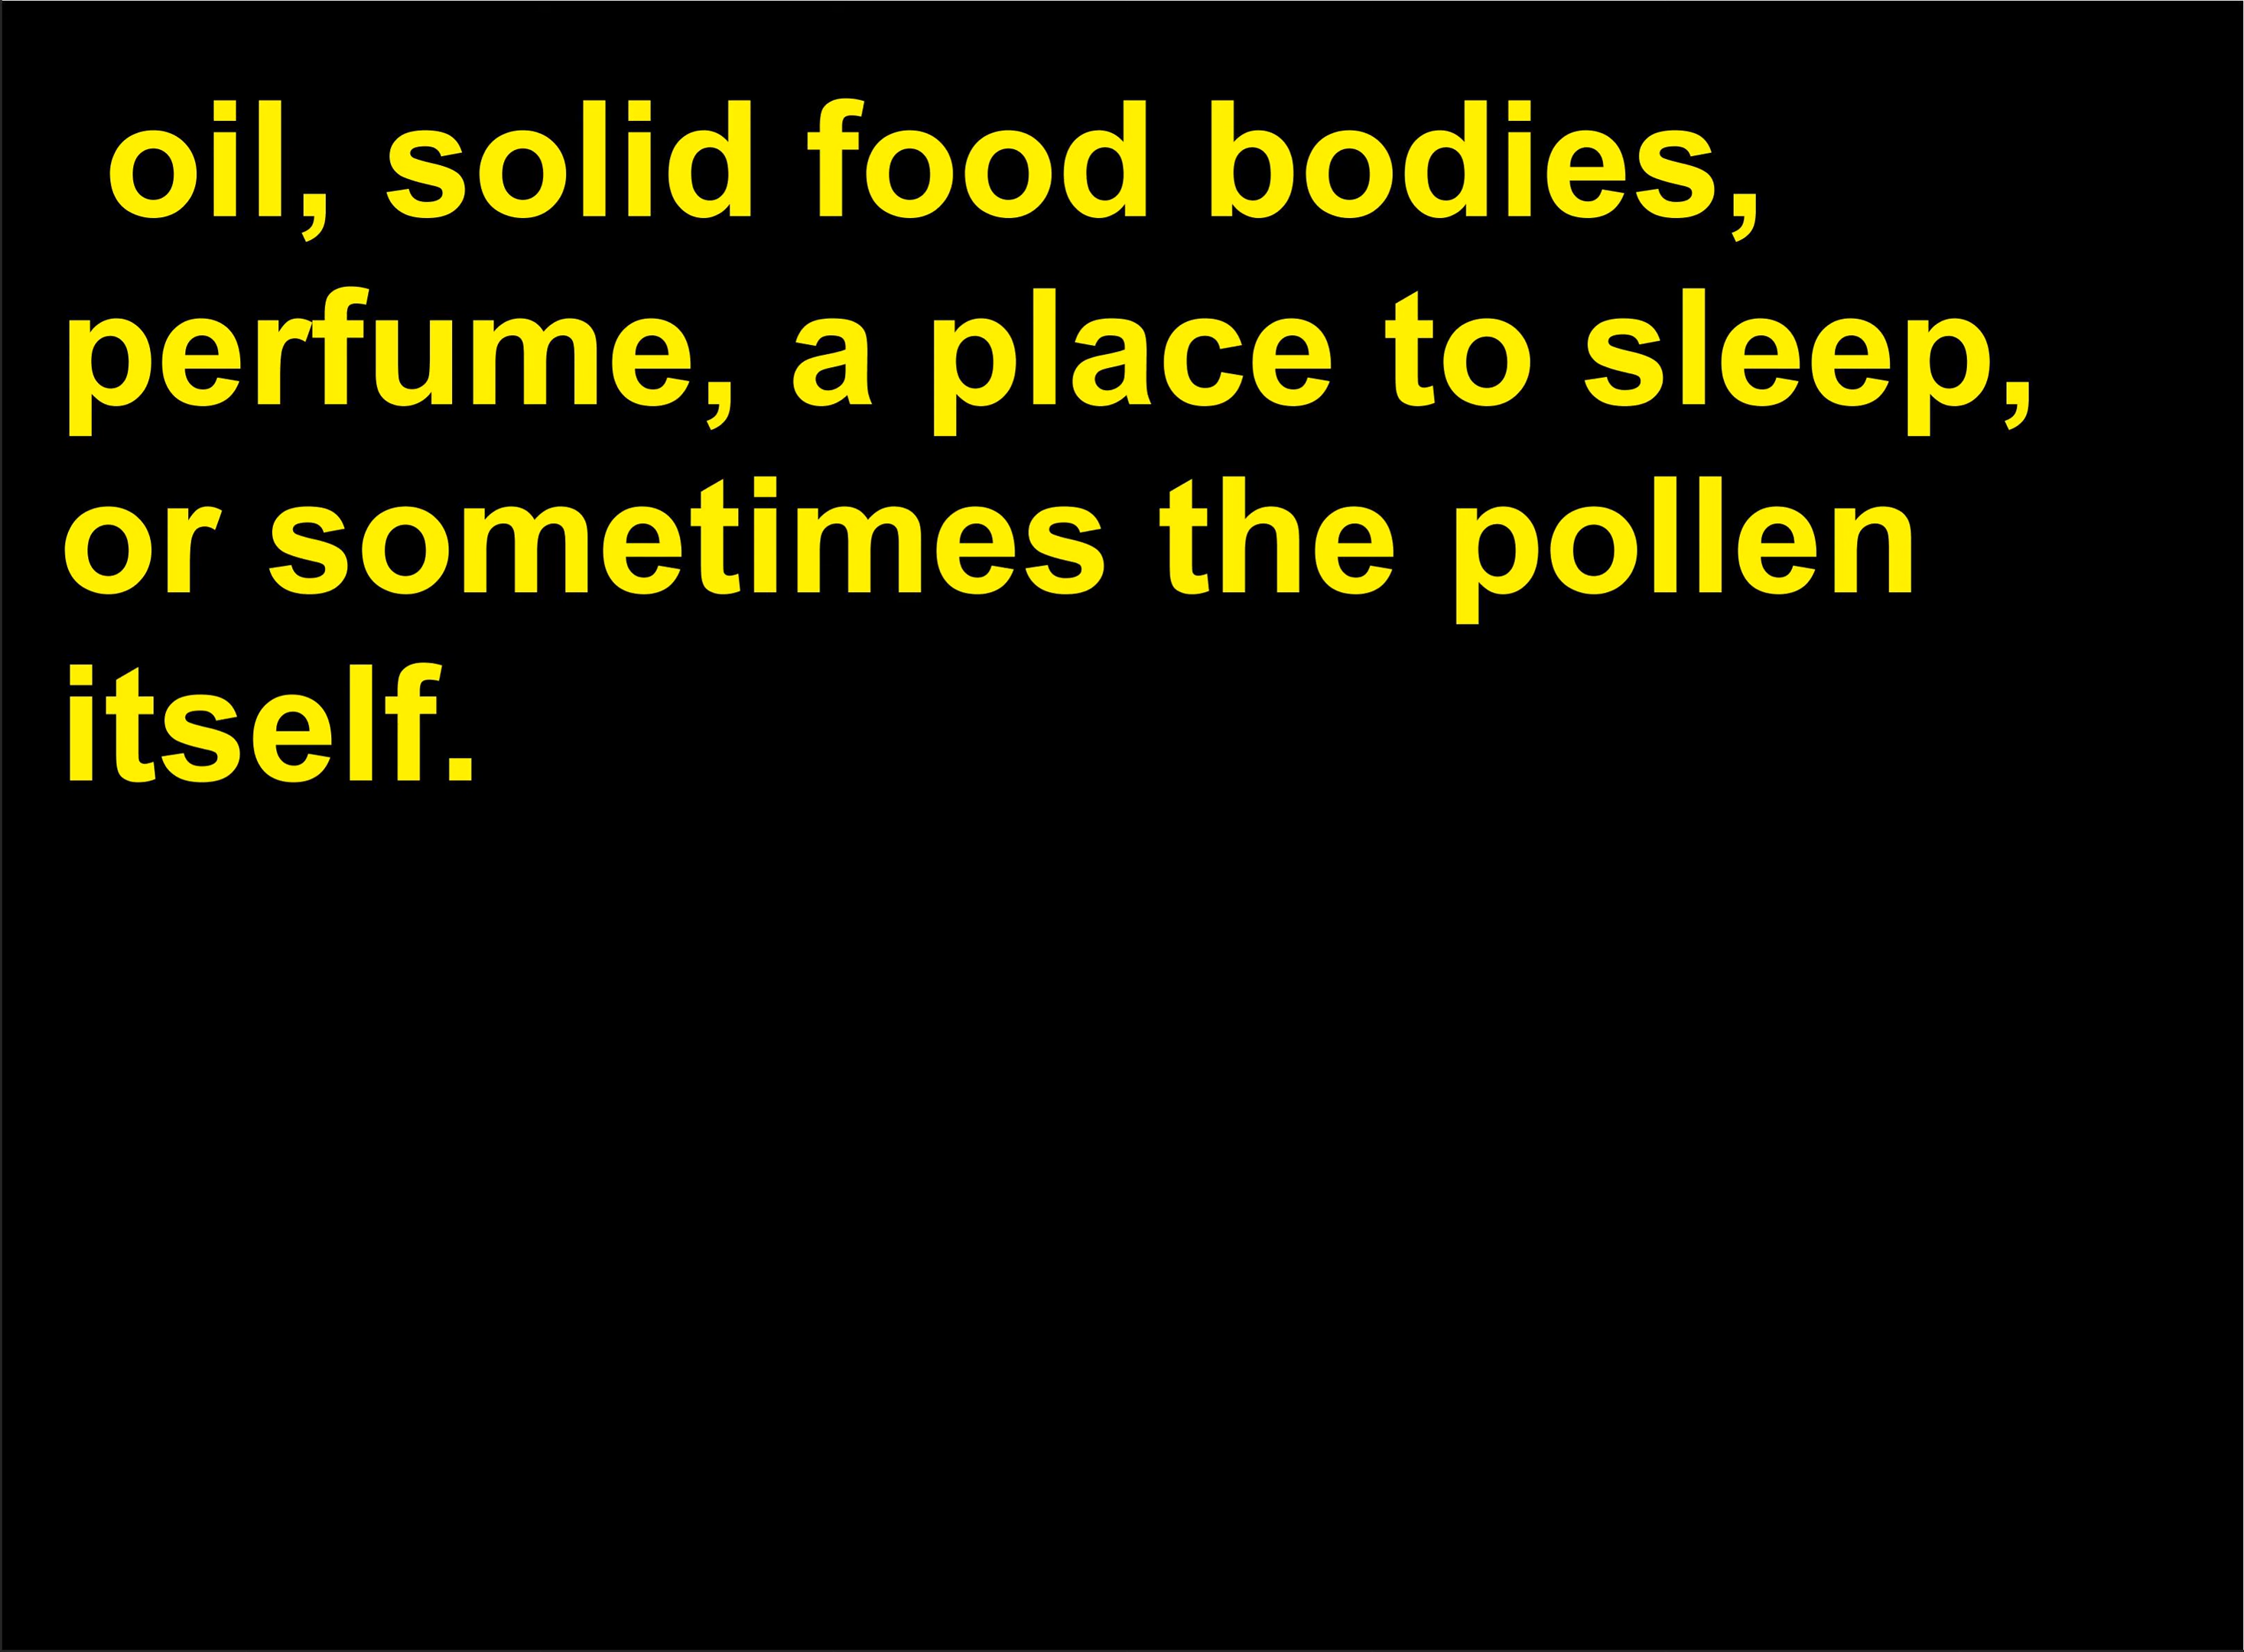 oil, solid food bodies,
perfume, a place to sleep,
or sometimes the pollen
itself.